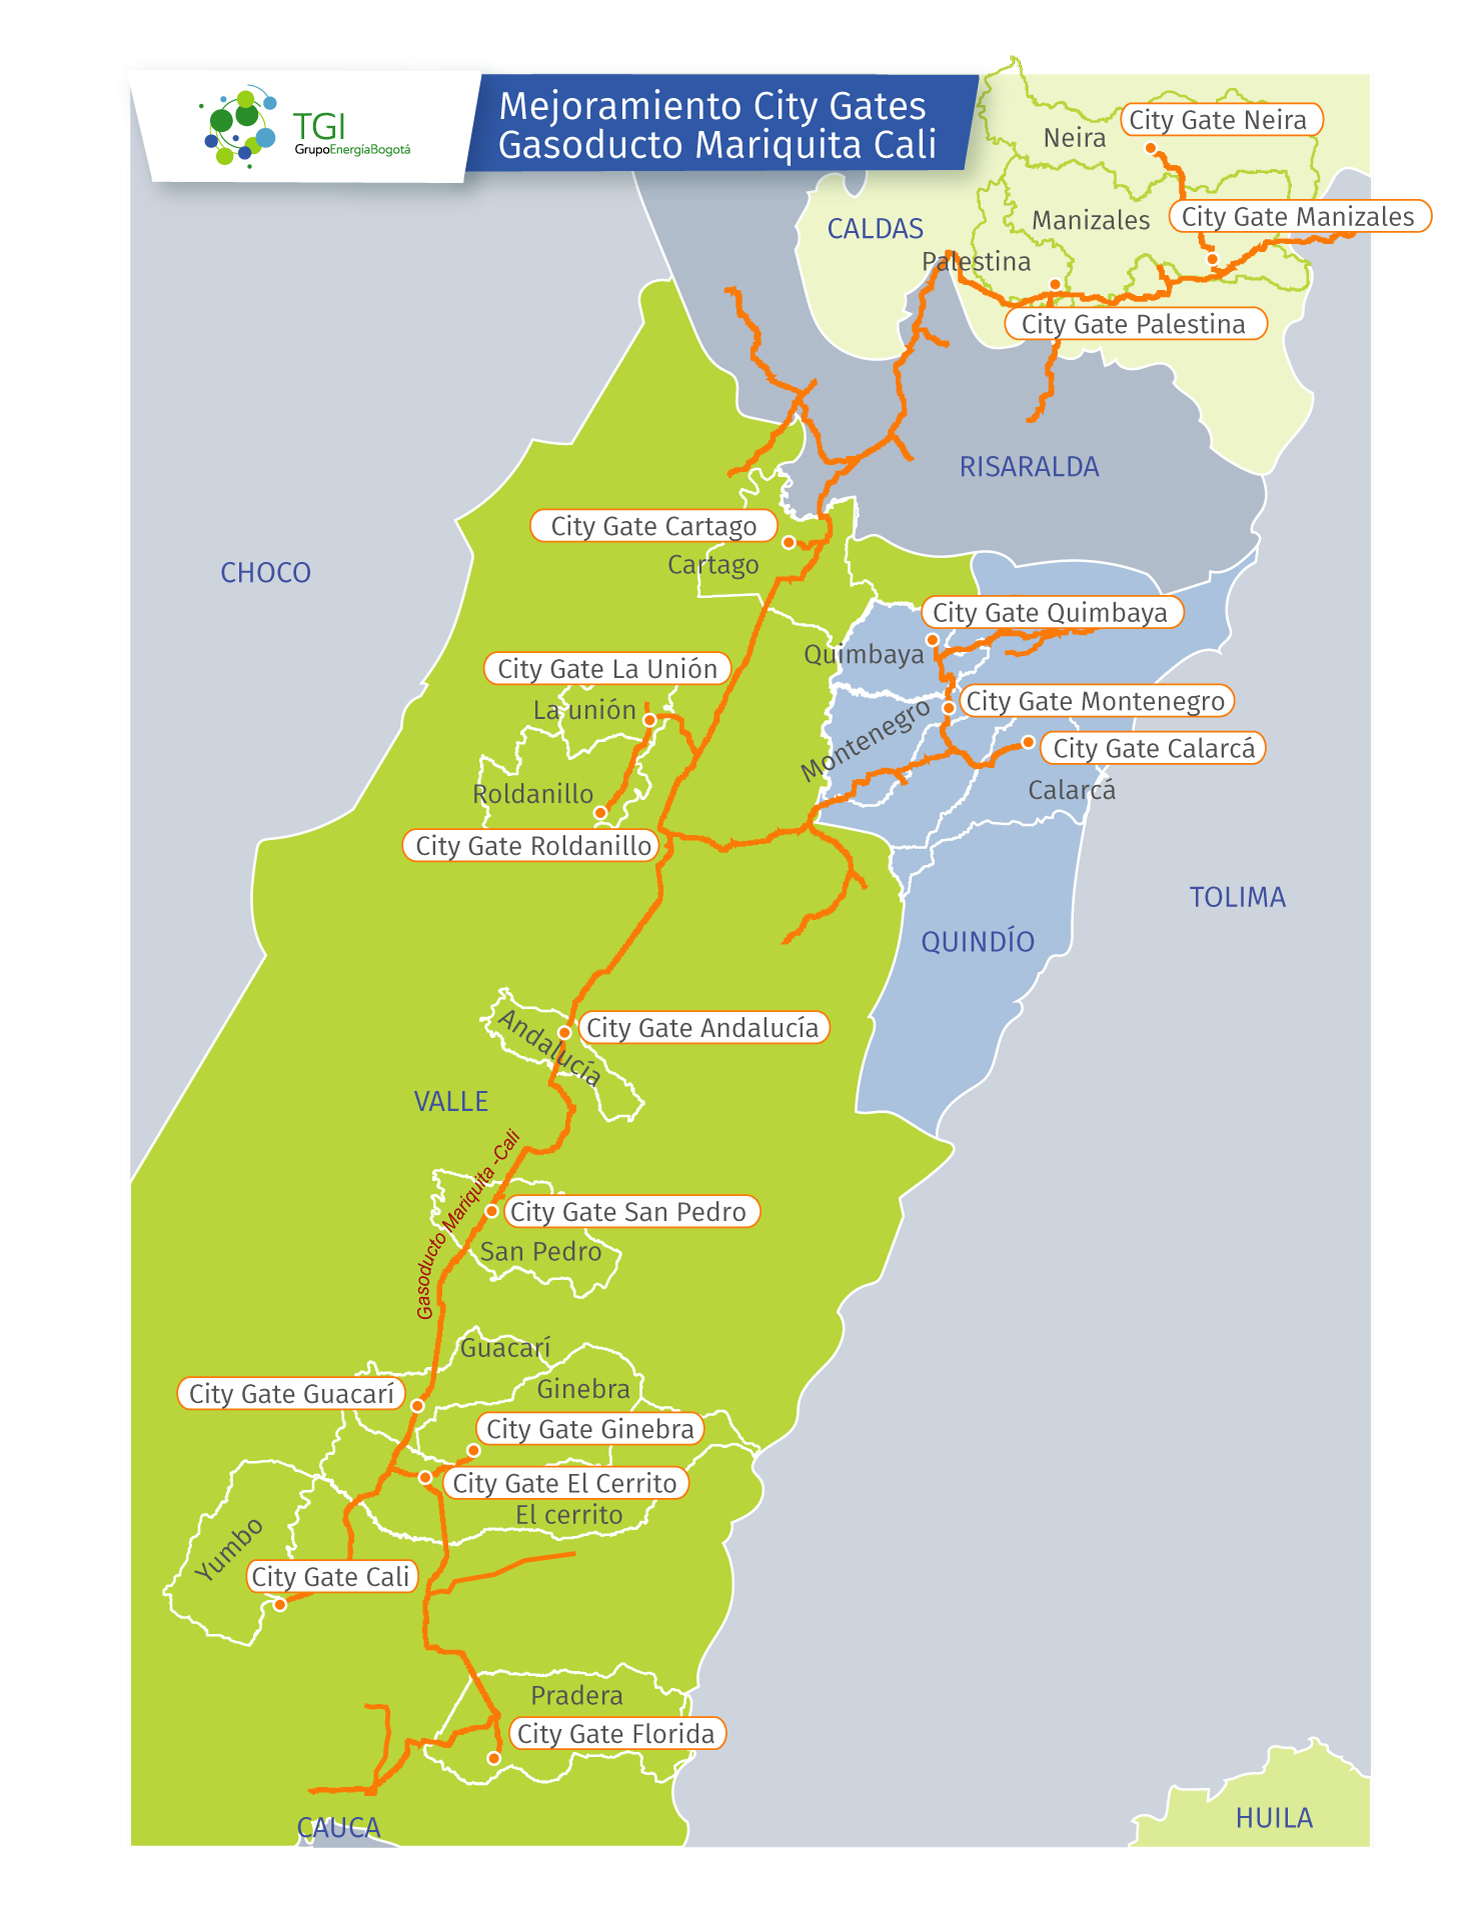 TGI
GrupoEnergíaBogotá
Mejoramiento City Gates
Gasoducto Mariquita Cali
City Gate Neira
Neira
City Gate Manizales
Manizales
CALDAS
Palestina
City Gate Palestina
RISARALDA
City Gate Cartago
Cartago
CHOCO
City Gate Quimbaya
Quimbaya
City Gate La Unión
La unión
City Gate Montenegro
Montenegro
City Gate Calarcá
Calarcá
Roldanillo
City Gate Roldanillo
TOLIMA
QUINDÍO
City Gate Andalucía
Andalucía
VALLE
Gasoducto Mariquita -Cali
City Gate San Pedro
San Pedro
Guacarí
City Gate Guacarí
Ginebra
City Gate Ginebra
City Gate El Cerrito
El cerrito
Yumbo
City Gate Cali
Pradera
City Gate Florida
CAUCA
HUILA